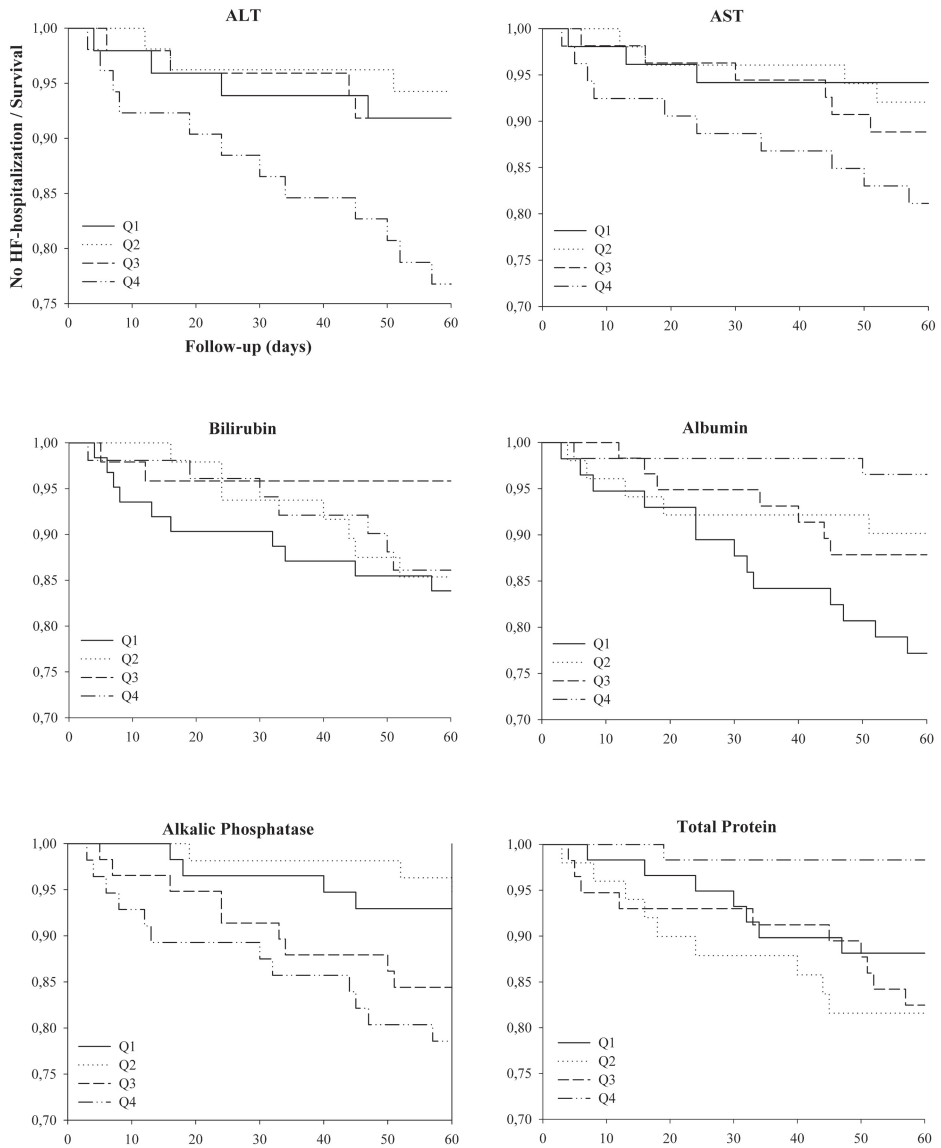 ALT
No HF-hospitalization / Survival
1,00
0,95
0,90
0,85
0,80
0,75
Q1
Q2
Q3
Q4
0 10 20 30 40 50 60
Follow-up (days)
AST
1,00
0,95
0,90
0,85
0,80
0,75
0,70
Q1
Q2
Q3
Q4
0 10 20 30 40 50 60
Bilirubin
1,00
0,95
0,90
0,85
0,80
0,75
0,70
Q1
Q2
Q3
Q4
0 10 20 30 40 50 60
Albumin
1,00
0,95
0,90
0,85
0,80
0,75
0,70
Q1
Q2
Q3
Q4
0 10 20 30 40 50 60
Alkalic Phosphatase
1,00
0,95
0,90
0,85
0,80
0,75
0,70
Q1
Q2
Q3
Q4
0 10 20 30 40 50 60
Total Protein
1,00
0,95
0,90
0,85
0,80
0,75
0,70
Q1
Q2
Q3
Q4
0 10 20 30 40 50 60